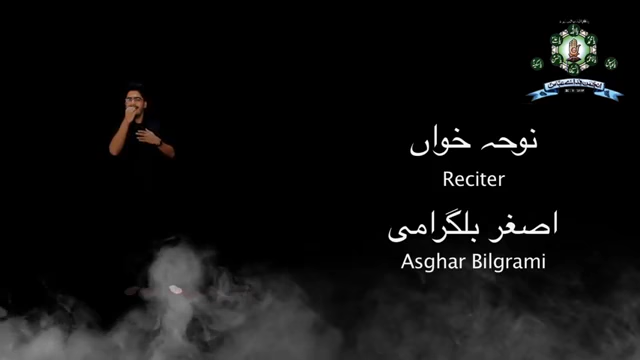 نوحہ خواں
Reciter
اصغر بلگرامی
Asghar Bilgrami